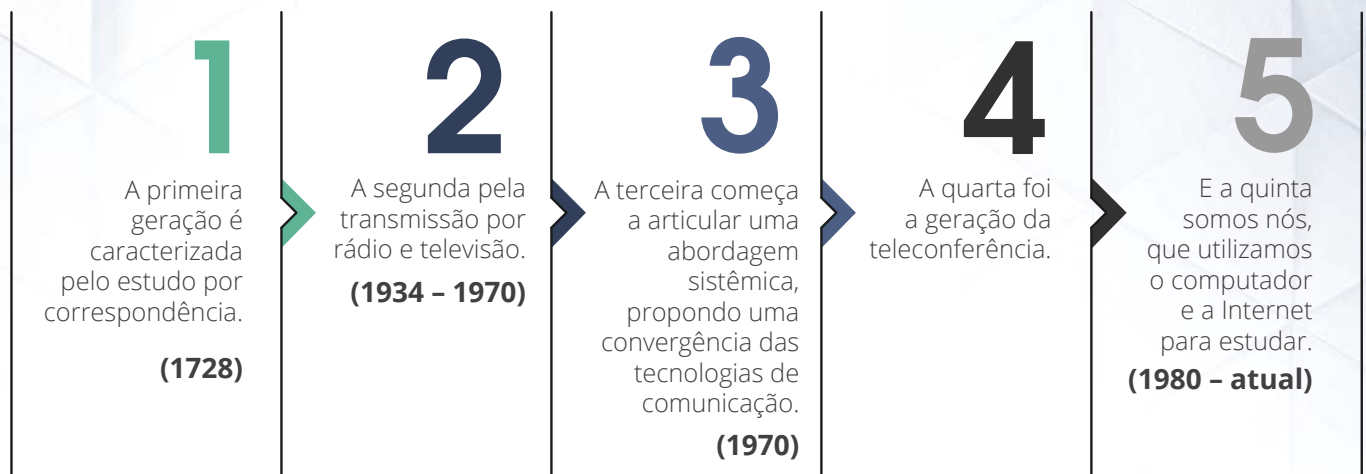 1
A primeira
geração é
caracterizada
pelo estudo por
correspondência.
(1728)
2
A segunda pela
transmissão por
rádio e televisão.
(1934 – 1970)
3
A terceira começa
a articular uma
abordagem
sistêmica,
propondo uma
convergência das
tecnologias de
comunicação.
(1970)
4
A quarta foi
a geração da
teleconferência.
5
E a quinta
somos nós,
que utilizamos
o computador
e a Internet
para estudar.
(1980 – atual)